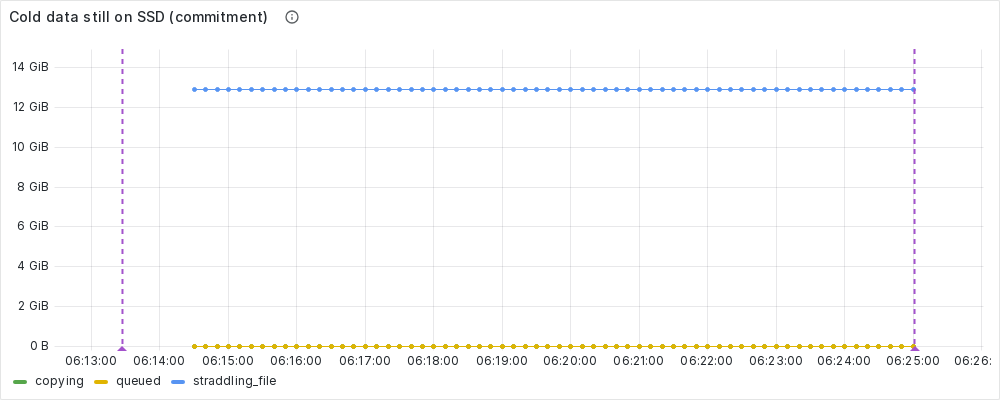 Cold data still on SSD (commitment)
14 GiB
12 GiB
10 GiB
8 GiB
6 GiB
4 GiB
2 GiB
0 B
06:13:00 06:14:00 06:15:00 06:16:00 06:17:00 06:18:00 06:19:00 06:20:00 06:21:00 06:22:00 06:23:00 06:24:00 06:25:00 06:26:
copying queued straddling_file